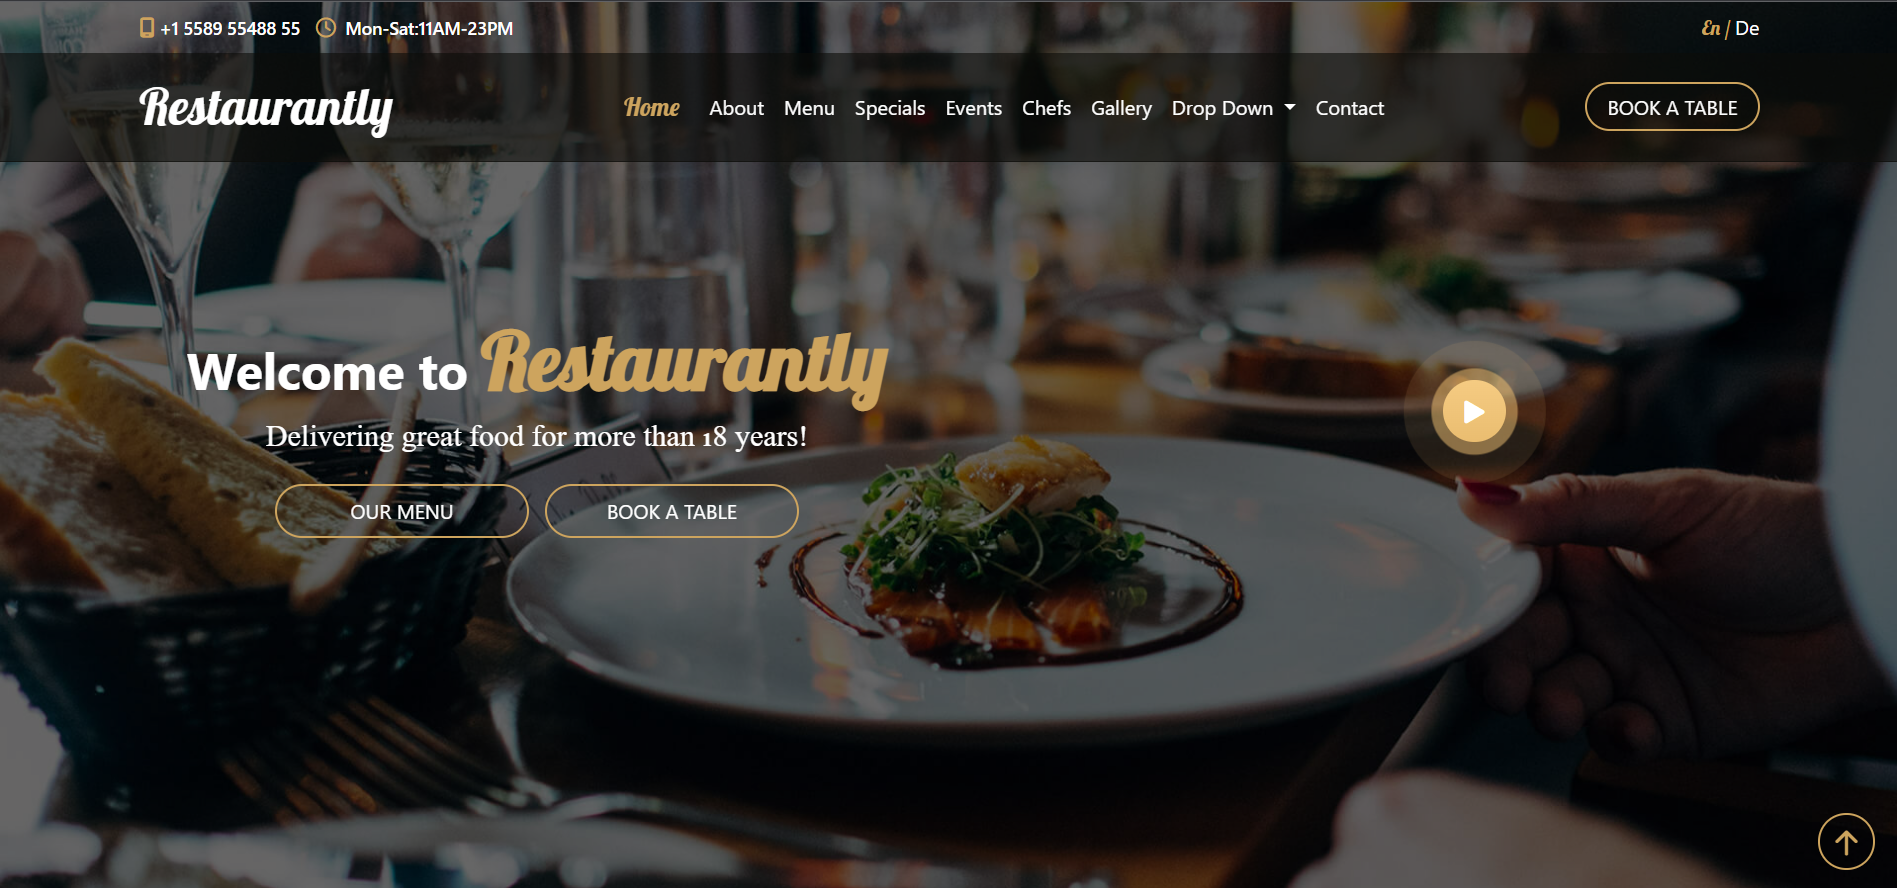 +1 5589 55488 55 Mon-Sat:11AM-23PM En / De
Restaurantly Home About Menu Specials Events Chefs Gallery Drop Down Contact BOOK A TABLE
Welcome to Restaurantly
Delivering great food for more than 18 years!
OUR MENU BOOK A TABLE